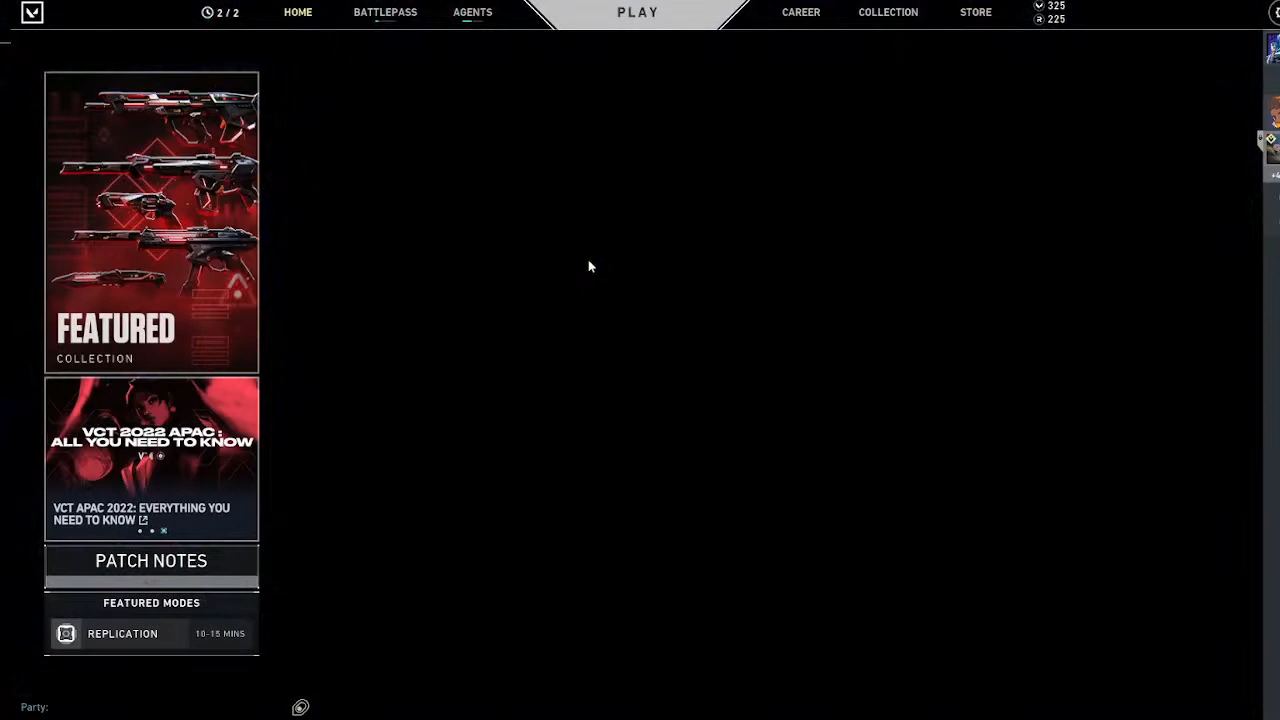 2 / 2
HOME
BATTLEPASS
AGENTS
PLAY
CAREER
COLLECTION
STORE
325
225
FEATURED
COLLECTION
VCT 2022 APAC :
ALL YOU NEED TO KNOW
VCT APAC 2022: EVERYTHING YOU
NEED TO KNOW
PATCH NOTES
FEATURED MODES
REPLICATION
10-15 MINS
Party: